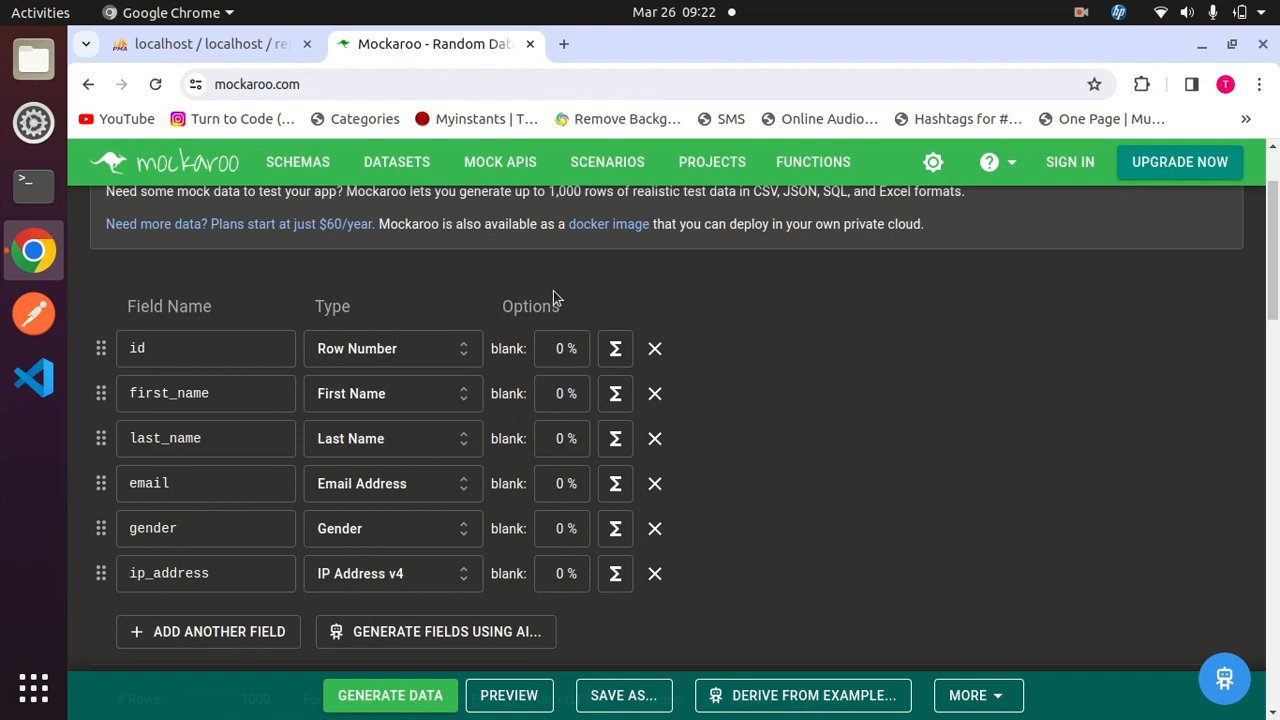 Activities Google Chrome Mar 26 09:22
localhost / localhost / re
Mockaroo - Random Dat
mockaroo.com T
YouTube Turn to Code (... Categories Myinstants | T... Remove Backg... SMS Online Audio... Hashtags for #... One Page | Mu... »
mockaroo SCHEMAS DATASETS MOCK APIS SCENARIOS PROJECTS FUNCTIONS SIGN IN UPGRADE NOW
Need some mock data to test your app? Mockaroo lets you generate up to 1,000 rows of realistic test data in CSV, JSON, SQL, and Excel formats.
Need more data? Plans start at just $60/year. Mockaroo is also available as a docker image that you can deploy in your own private cloud.
Field Name Type Options
id Row Number blank: 0 % Σ
first_name First Name blank: 0 % Σ
last_name Last Name blank: 0 % Σ
email Email Address blank: 0 % Σ
gender Gender blank: 0 % Σ
ip_address IP Address v4 blank: 0 % Σ
+ ADD ANOTHER FIELD GENERATE FIELDS USING AI...
# Rows: 1000
GENERATE DATA PREVIEW SAVE AS... DERIVE FROM EXAMPLE... MORE